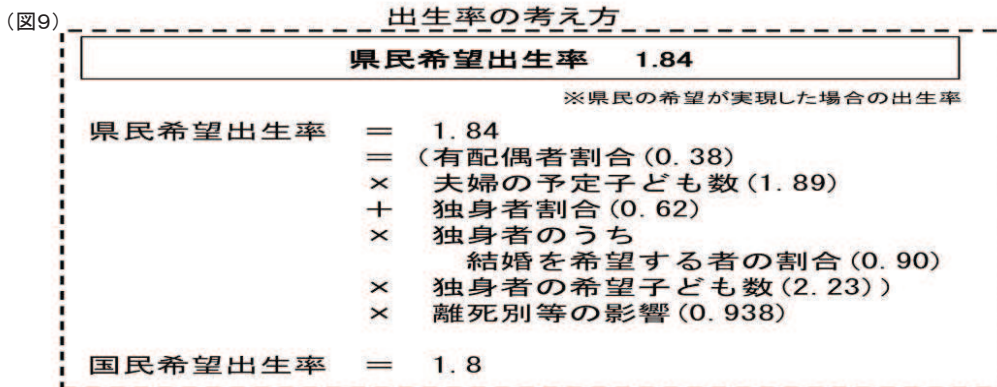 (図9)
出生率の考え方
県民希望出生率 1.84
※県民の希望が実現した場合の出生率
県民希望出生率 = 1.84
= (有配偶者割合(0.38)
× 夫婦の予定子ども数(1.89)
+ 独身者割合(0.62)
× 独身者のうち
結婚を希望する者の割合(0.90)
× 独身者の希望子ども数(2.23))
× 離死別等の影響(0.938)
国民希望出生率 = 1.8